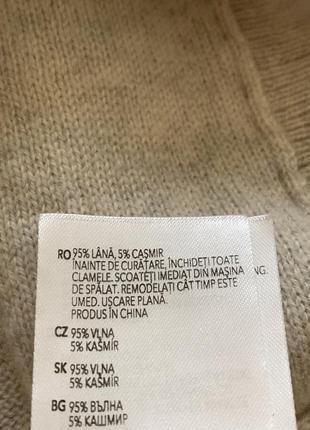 RO 95% LÂNĂ, 5% CAȘMIR
ÎNAINTE DE CURĂȚARE, ÎNCHIDEȚI TOATE
CLAMELE. SCOATEȚI IMEDIAT DIN MAȘINA
DE SPĂLAT. REMODELAȚI CÂT TIMP ESTE
UMED. USCARE PLANĂ.
PRODUS ÎN CHINA
CZ 95% VLNA
5% KAŠMÍR
SK 95% VLNA
5% KAŠMÍR
BG 95% ВЪЛНА
5% КАШМИР